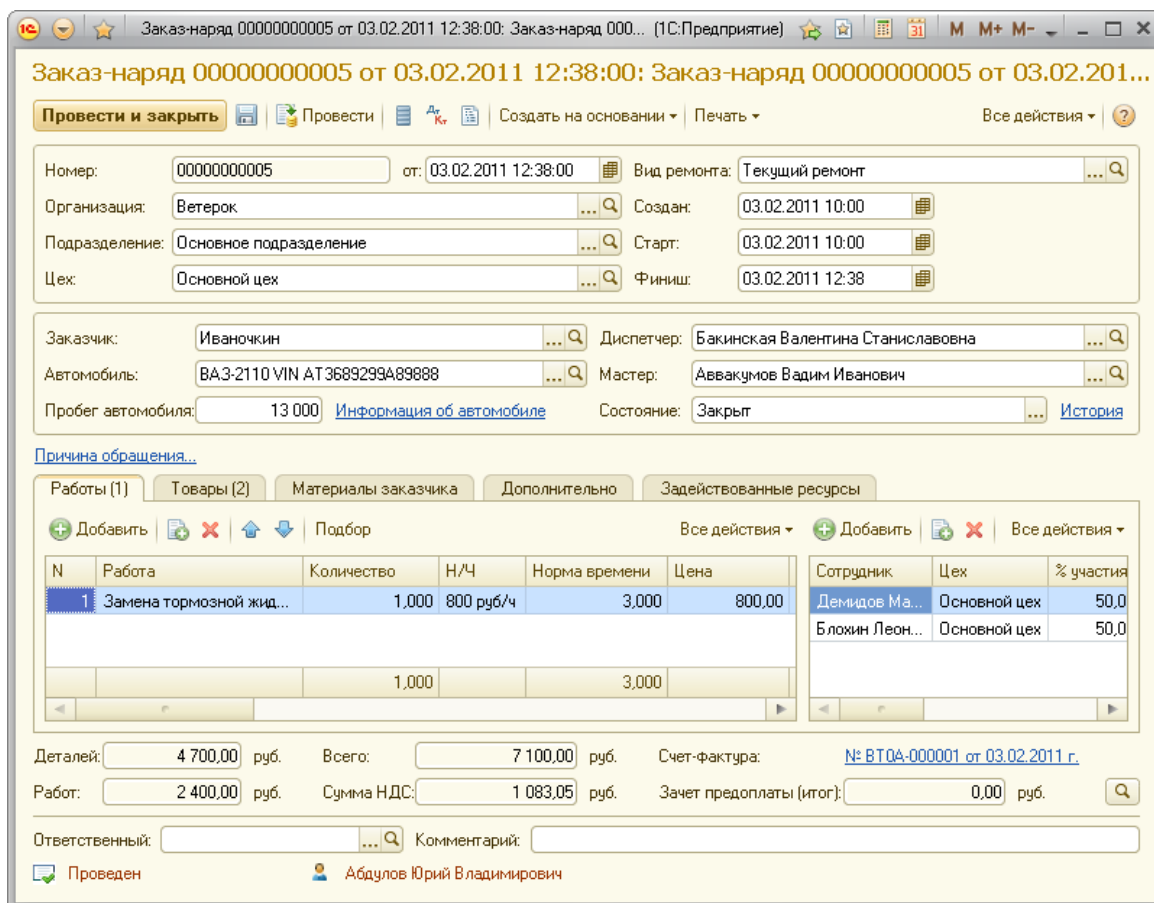 Заказ-наряд 00000000005 от 03.02.2011 12:38:00: Заказ-наряд 000... (1С:Предприятие) 31 M M+ M-
Заказ-наряд 00000000005 от 03.02.2011 12:38:00: Заказ-наряд 00000000005 от 03.02.201...
Провести и закрыть Провести Дт Кт Создать на основании Печать Все действия ?
Номер: 00000000005 от: 03.02.2011 12:38:00 Вид ремонта: Текущий ремонт ...
Организация: Ветерок ... Создан: 03.02.2011 10:00
Подразделение: Основное подразделение ... Старт: 03.02.2011 10:00
Цех: Основной цех ... Финиш: 03.02.2011 12:38
Заказчик: Иваночкин ... Диспетчер: Бакинская Валентина Станиславовна ...
Автомобиль: ВАЗ-2110 VIN AT3689299A89888 ... Мастер: Аввакумов Вадим Иванович ...
Пробег автомобиля: 13 000 Информация об автомобиле Состояние: Закрыт ... История
Причина обращения...
Работы (1) Товары (2) Материалы заказчика Дополнительно Задействованные ресурсы
Добавить Подбор Все действия Добавить Все действия
N Работа Количество Н/Ч Норма времени Цена Сотрудник Цех % участия
1 Замена тормозной жид... 1,000 800 руб/ч 3,000 800,00 Демидов Ма... Основной цех 50,0
Блохин Леон... Основной цех 50,0
1,000 3,000
Деталей: 4 700,00 руб. Всего: 7 100,00 руб. Счет-фактура: № ВТ0А-000001 от 03.02.2011 г.
Работ: 2 400,00 руб. Сумма НДС: 1 083,05 руб. Зачет предоплаты (итог): 0,00 руб.
Ответственный: ... Комментарий:
Проведен Абдулов Юрий Владимирович